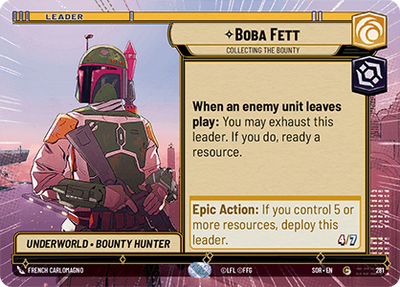 LEADER
✧BOBA FETT
COLLECTING THE BOUNTY
When an enemy unit leaves
play: You may exhaust this
leader. If you do, ready a
resource.
Epic Action: If you control 5 or
more resources, deploy this
leader.
4/7
UNDERWORLD • BOUNTY HUNTER
FRENCH CARLOMAGNO
©LFL ©FFG
SOR • EN
C
281